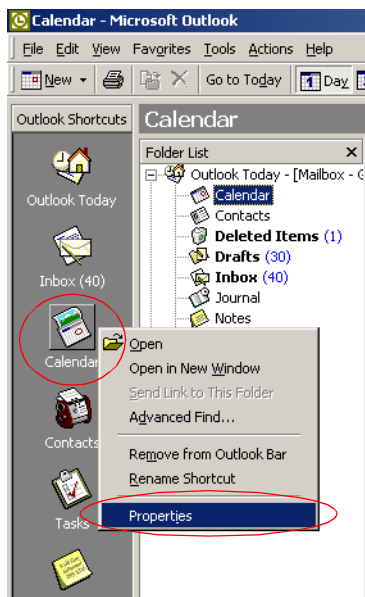 Calendar - Microsoft Outlook
File Edit View Favorites Tools Actions Help
New Go to Today 1 Day
Outlook Shortcuts
Calendar
Folder List
Outlook Today - [Mailbox - G
Calendar
Contacts
Deleted Items (1)
Drafts (30)
Inbox (40)
Journal
Notes
Outlook Today
Inbox (40)
Calendar
Contacts
Tasks
Open
Open in New Window
Send Link to This Folder
Advanced Find...
Remove from Outlook Bar
Rename Shortcut
Properties